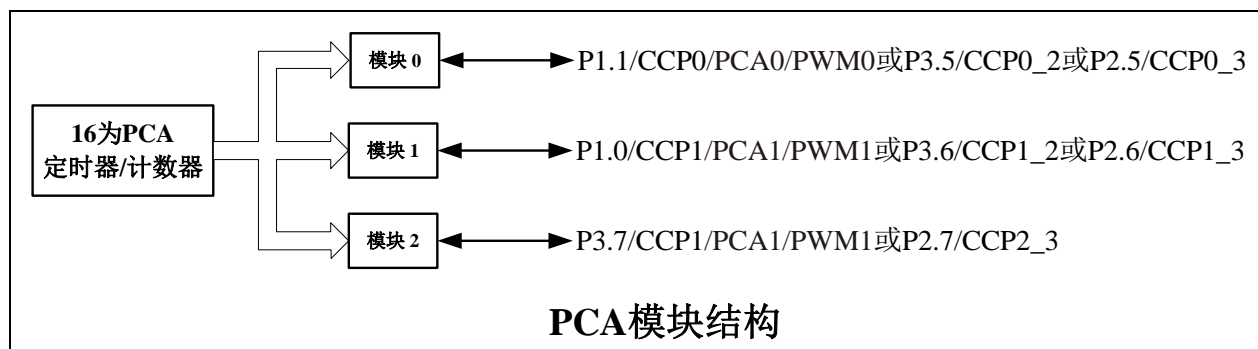 模块 0
P1.1/CCP0/PCA0/PWM0或P3.5/CCP0_2或P2.5/CCP0_3
16为PCA
定时器/计数器
模块 1
P1.0/CCP1/PCA1/PWM1或P3.6/CCP1_2或P2.6/CCP1_3
模块 2
P3.7/CCP1/PCA1/PWM1或P2.7/CCP2_3
PCA模块结构